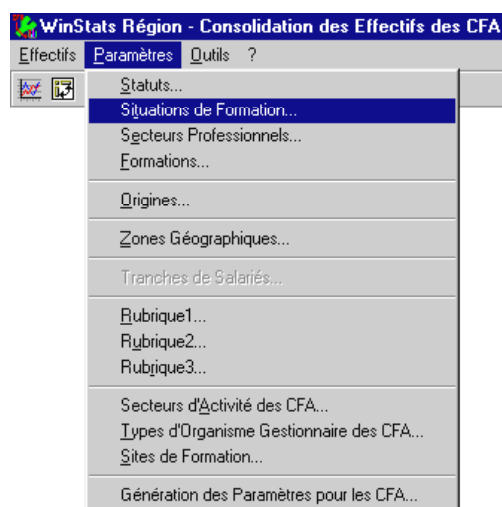 WinStats Région - Consolidation des Effectifs des CFA
Effectifs Paramètres Outils ?
Statuts...
Situations de Formation...
Secteurs Professionnels...
Formations...
Origines...
Zones Géographiques...
Tranches de Salariés...
Rubrique1...
Rubrique2...
Rubrique3...
Secteurs d'Activité des CFA...
Types d'Organisme Gestionnaire des CFA...
Sites de Formation...
Génération des Paramètres pour les CFA...